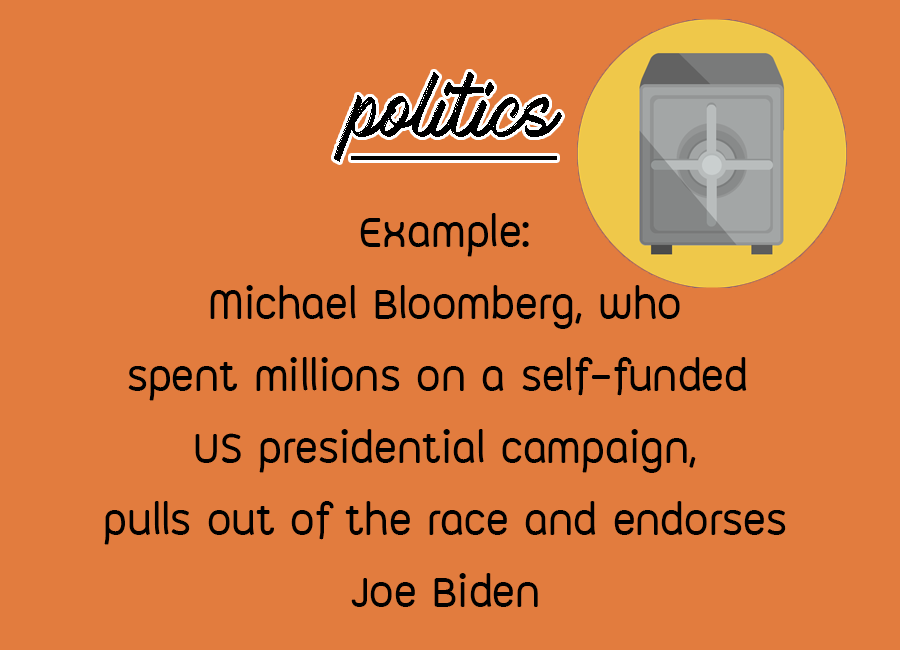 politics
Example:
Michael Bloomberg, who
spent millions on a self-funded
US presidential campaign,
pulls out of the race and endorses
Joe Biden